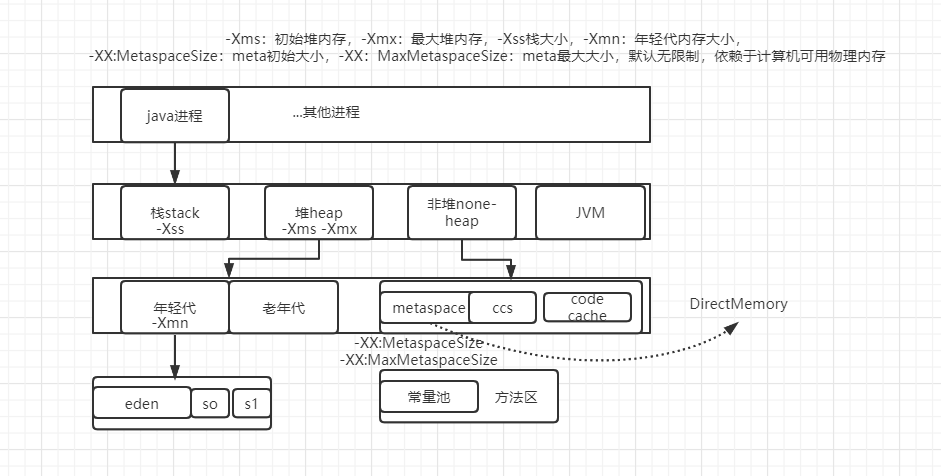 -Xms：初始堆内存，-Xmx：最大堆内存，-Xss栈大小，-Xmn：年轻代内存大小，
-XX:MetaspaceSize：meta初始大小，-XX：MaxMetaspaceSize：meta最大大小，默认无限制，依赖于计算机可用物理内存
java进程
...其他进程
栈stack
-Xss
堆heap
-Xms -Xmx
非堆none-
heap
JVM
年轻代
-Xmn
老年代
metaspace
ccs
code
cache
DirectMemory
-XX:MetaspaceSize
-XX:MaxMetaspaceSize
eden
so
s1
常量池
方法区